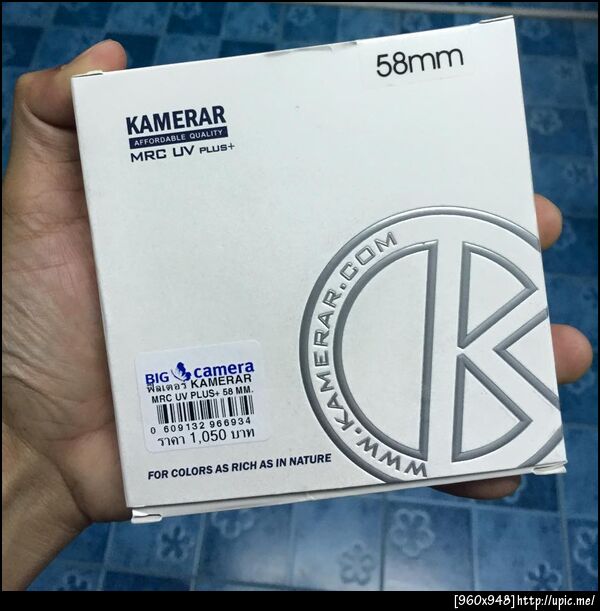 58mm
KAMERAR
AFFORDABLE QUALITY
MRC UV PLUS+
WWW.KAMERAR.COM
BIG camera
ฟิลเตอร์ KAMERAR
MRC UV PLUS+ 58 MM.
0 609132 966934
ราคา 1,050 บาท
FOR COLORS AS RICH AS IN NATURE
[960x948]http://upic.me/